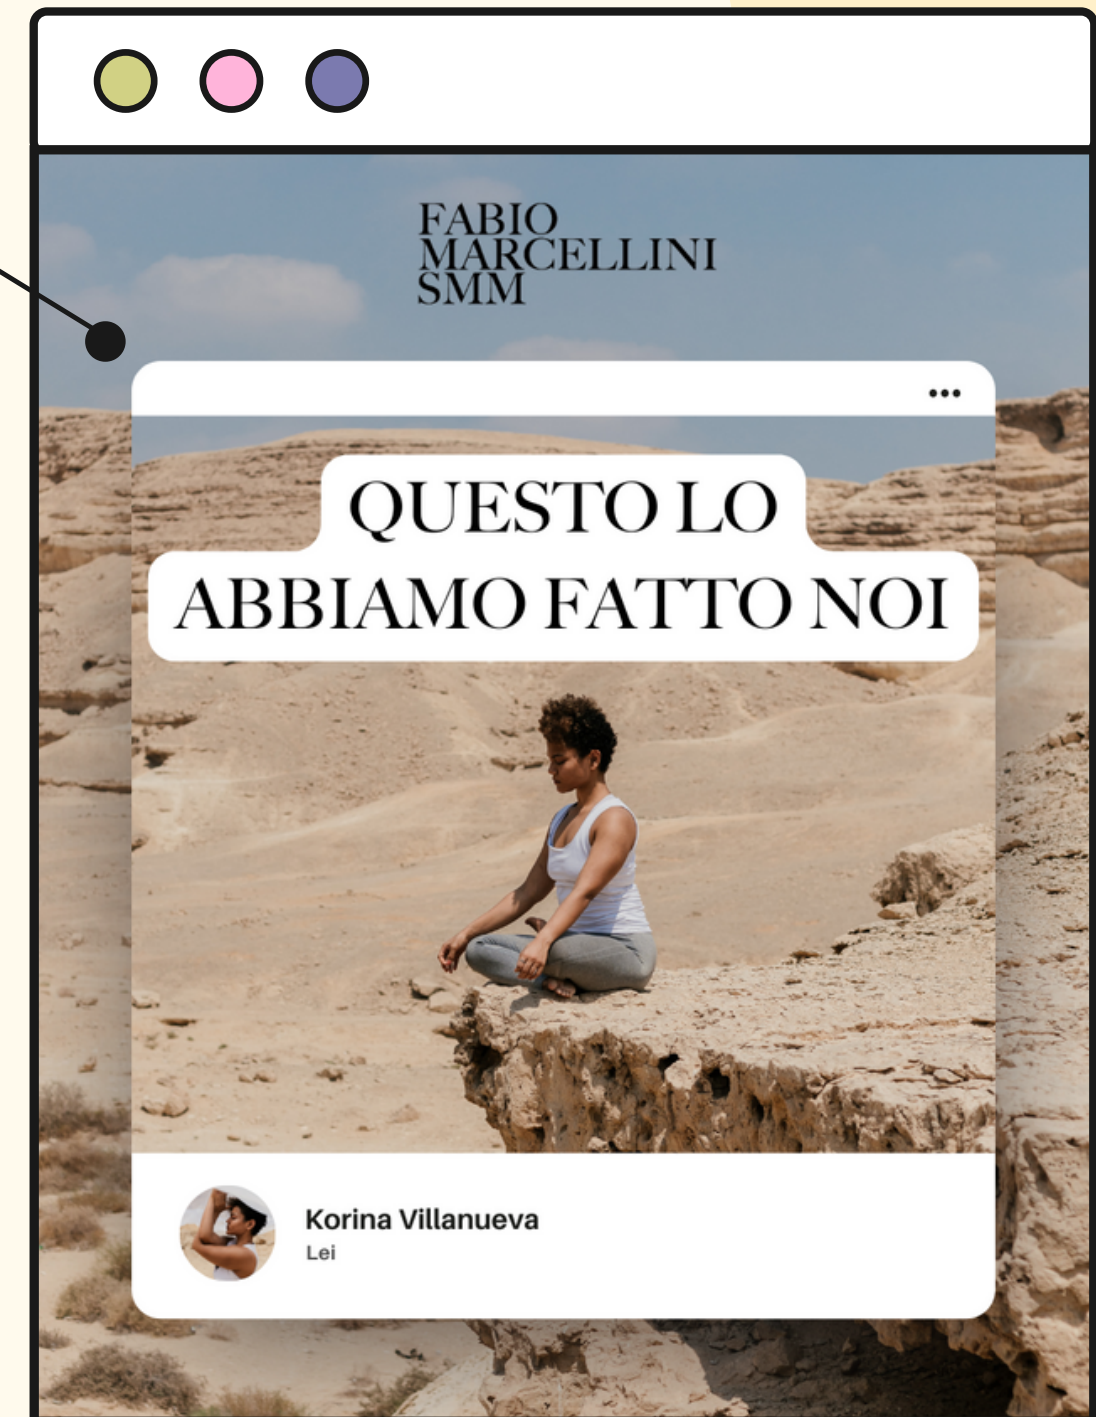 FABIO
MARCELLINI
SMM
QUESTO LO
ABBIAMO FATTO NOI
Korina Villanueva
Lei